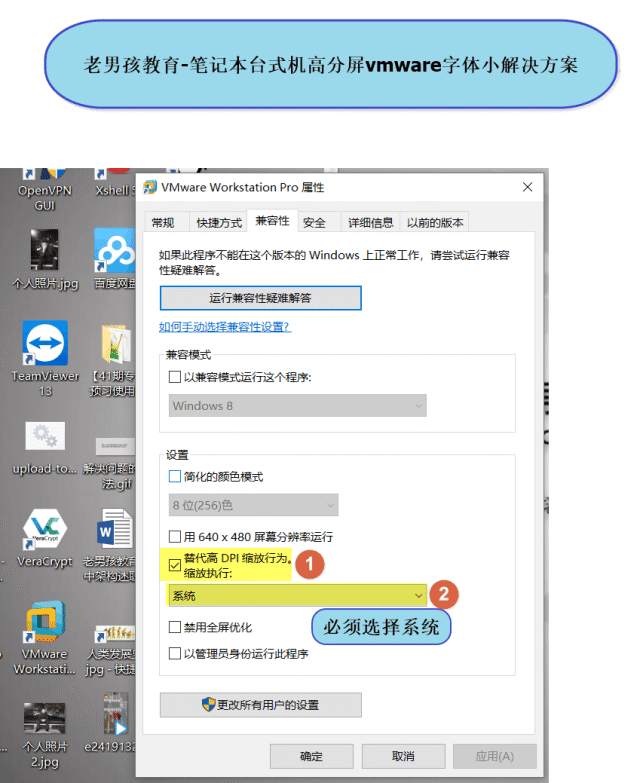 老男孩教育-笔记本台式机高分屏vmware字体小解决方案
OpenVPN
GUI
Xshell 5
个人照片.jpg
百度网盘
TeamViewer
13
【41期专
预习使用
upload-to...
解决问题的
法.gif
VeraCrypt
老男孩教育
中架构述职
VMware
Workstati...
人类发展
jpg - 快捷
个人照片
2.jpg
e2419132
VMware Workstation Pro 属性
常规
快捷方式
兼容性
安全
详细信息
以前的版本
如果此程序不能在这个版本的 Windows 上正常工作，请尝试运行兼容
性疑难解答。
运行兼容性疑难解答
如何手动选择兼容性设置?
兼容模式
以兼容模式运行这个程序:
Windows 8
设置
简化的颜色模式
8 位(256)色
用 640 x 480 屏幕分辨率运行
替代高 DPI 缩放行为。
缩放执行:
1
系统
2
禁用全屏优化
必须选择系统
以管理员身份运行此程序
更改所有用户的设置
确定
取消
应用(A)